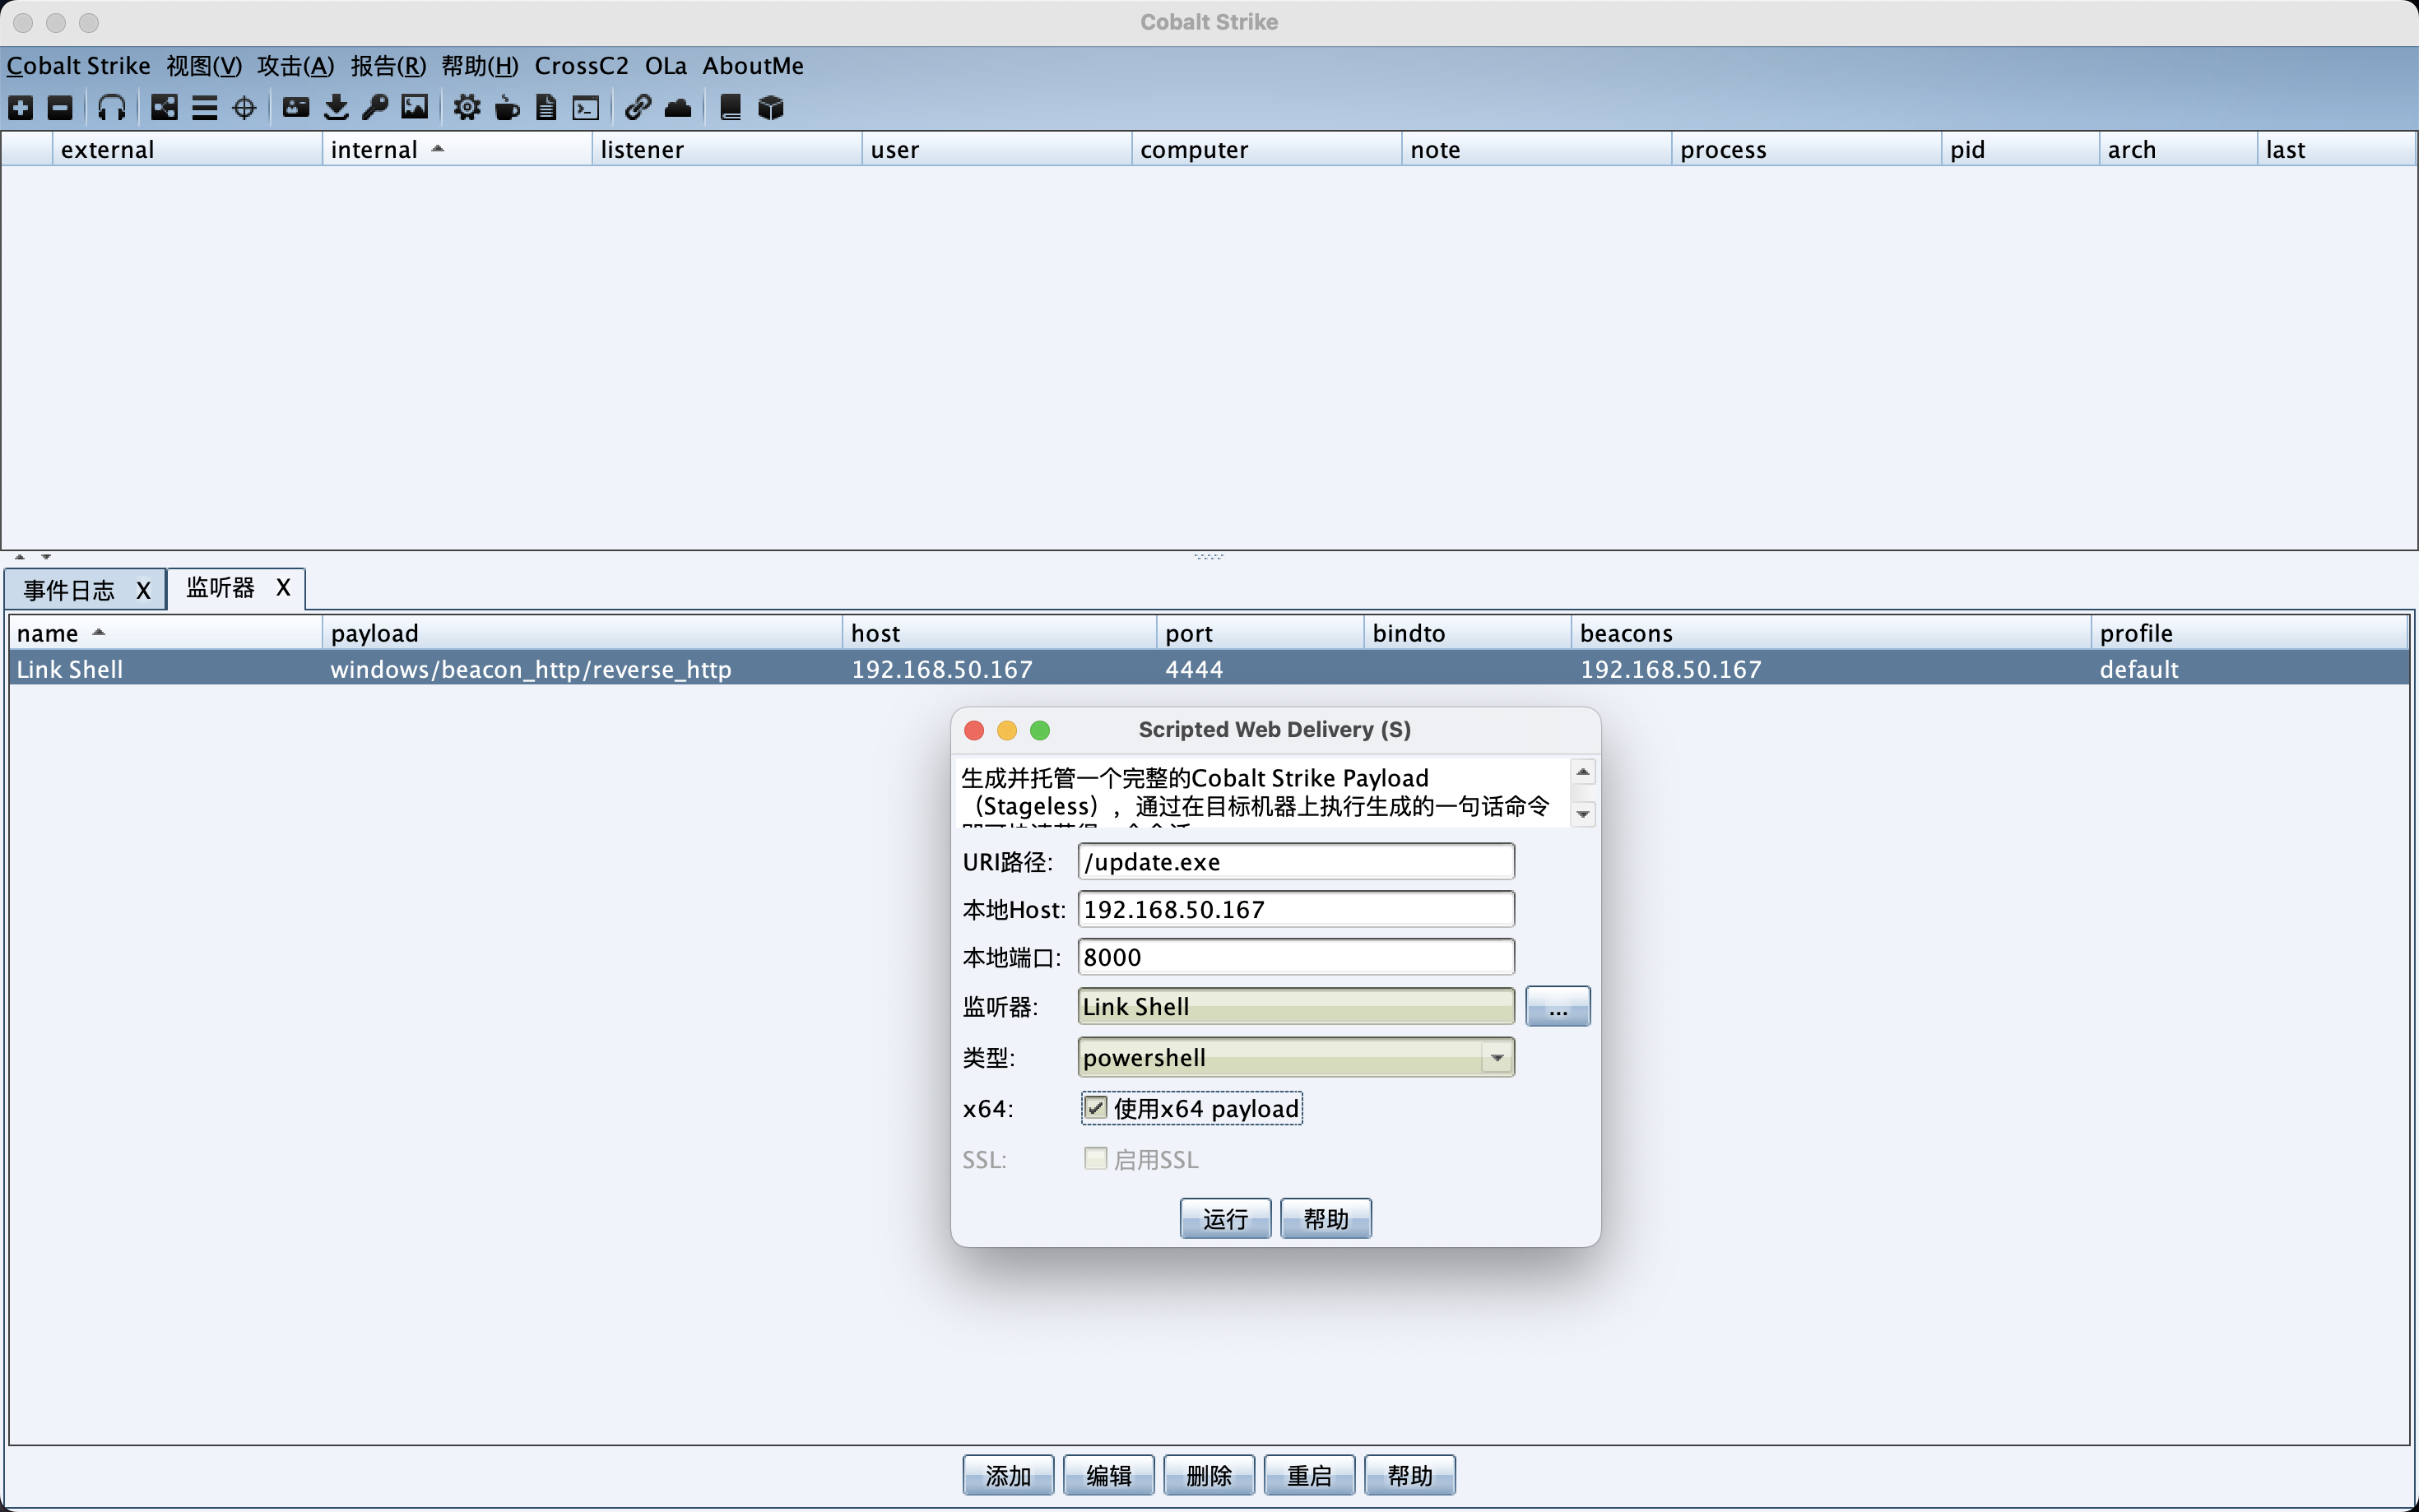 Cobalt Strike
Cobalt Strike 视图(V) 攻击(A) 报告(R) 帮助(H) CrossC2 OLa AboutMe
external internal listener user computer note process pid arch last
事件日志 X 监听器 X
name payload host port bindto beacons profile
Link Shell windows/beacon_http/reverse_http 192.168.50.167 4444 192.168.50.167 default
Scripted Web Delivery (S)
生成并托管一个完整的Cobalt Strike Payload
（Stageless），通过在目标机器上执行生成的一句话命令
URI路径: /update.exe
本地Host: 192.168.50.167
本地端口: 8000
监听器: Link Shell ...
类型: powershell
x64: 使用x64 payload
SSL: 启用SSL
运行 帮助
添加 编辑 删除 重启 帮助